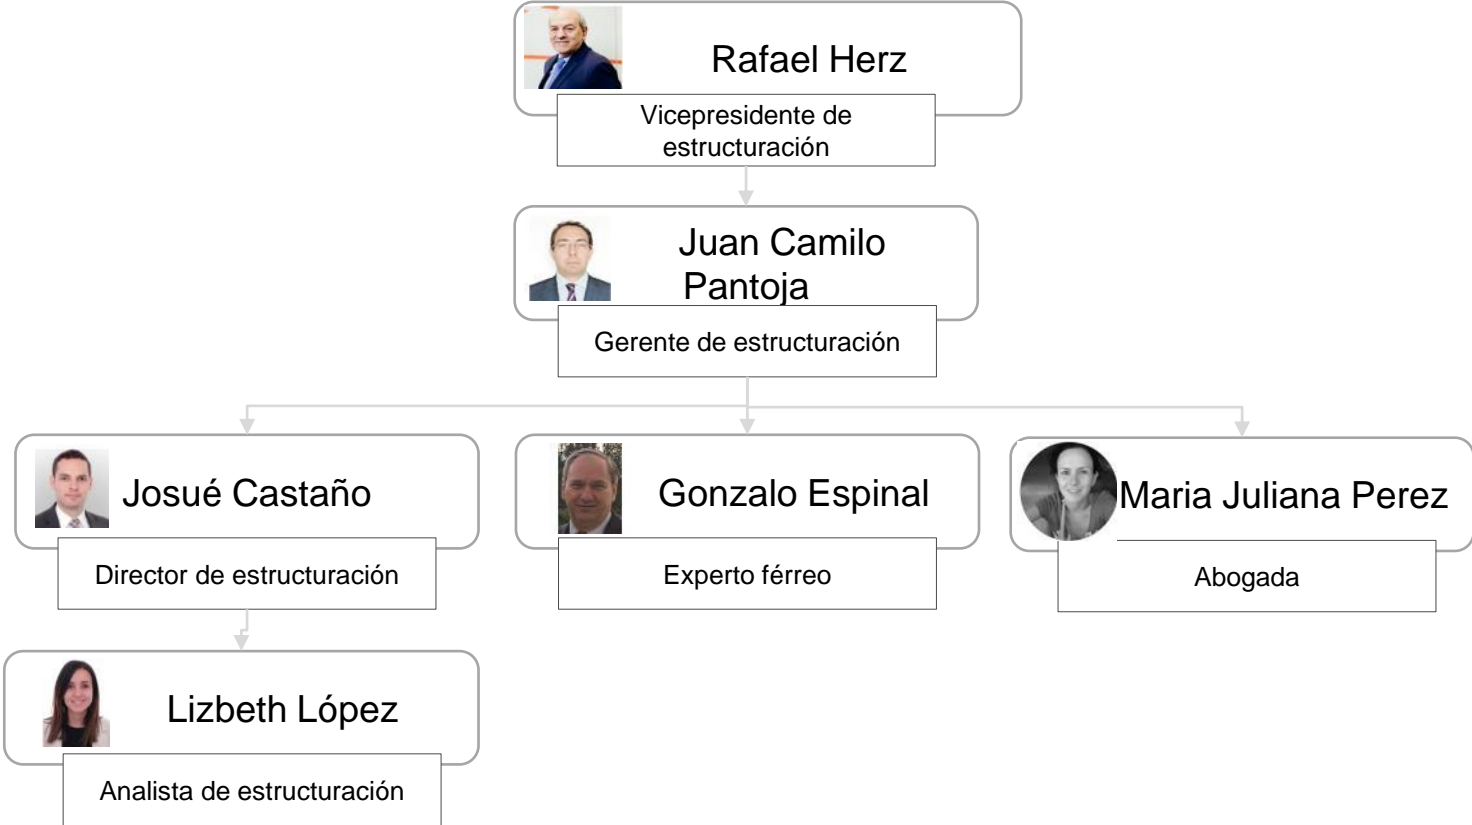 Rafael Herz
Vicepresidente de
estructuración
Juan Camilo
Pantoja
Gerente de estructuración
Josué Castaño
Director de estructuración
Gonzalo Espinal
Experto férreo
Maria Juliana Perez
Abogada
Lizbeth López
Analista de estructuración